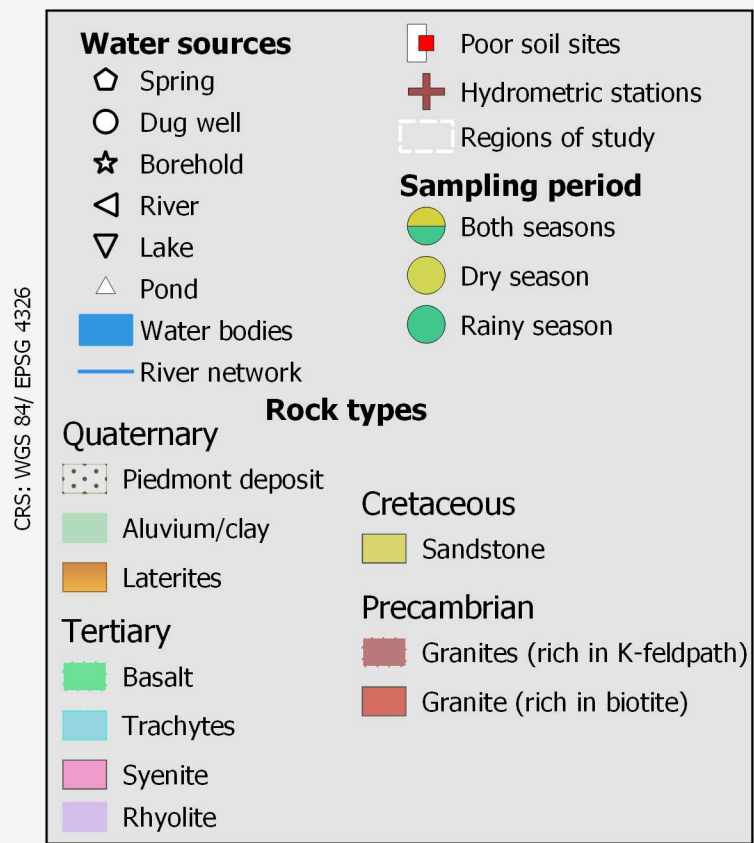 CRS: WGS 84/ EPSG 4326
Water sources
Spring
Dug well
Borehold
River
Lake
Pond
Water bodies
River network
Poor soil sites
Hydrometric stations
Regions of study
Sampling period
Both seasons
Dry season
Rainy season
Rock types
Quaternary
Piedmont deposit
Aluvium/clay
Laterites
Tertiary
Basalt
Trachytes
Syenite
Rhyolite
Cretaceous
Sandstone
Precambrian
Granites (rich in K-feldpath)
Granite (rich in biotite)